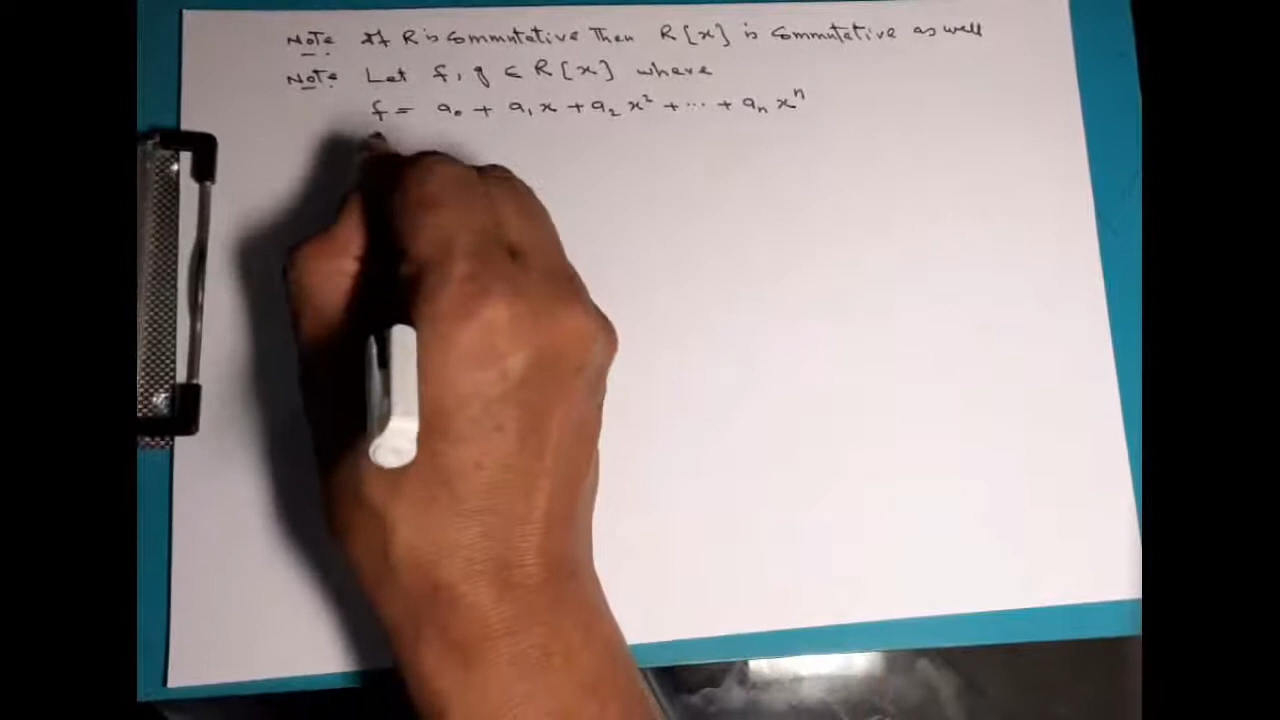 Note If R is commutative then R[x] is commutative as well
Note: Let f, g ∈ R[x] where
f = a₀ + a₁x + a₂x² + ... + aₙxⁿ